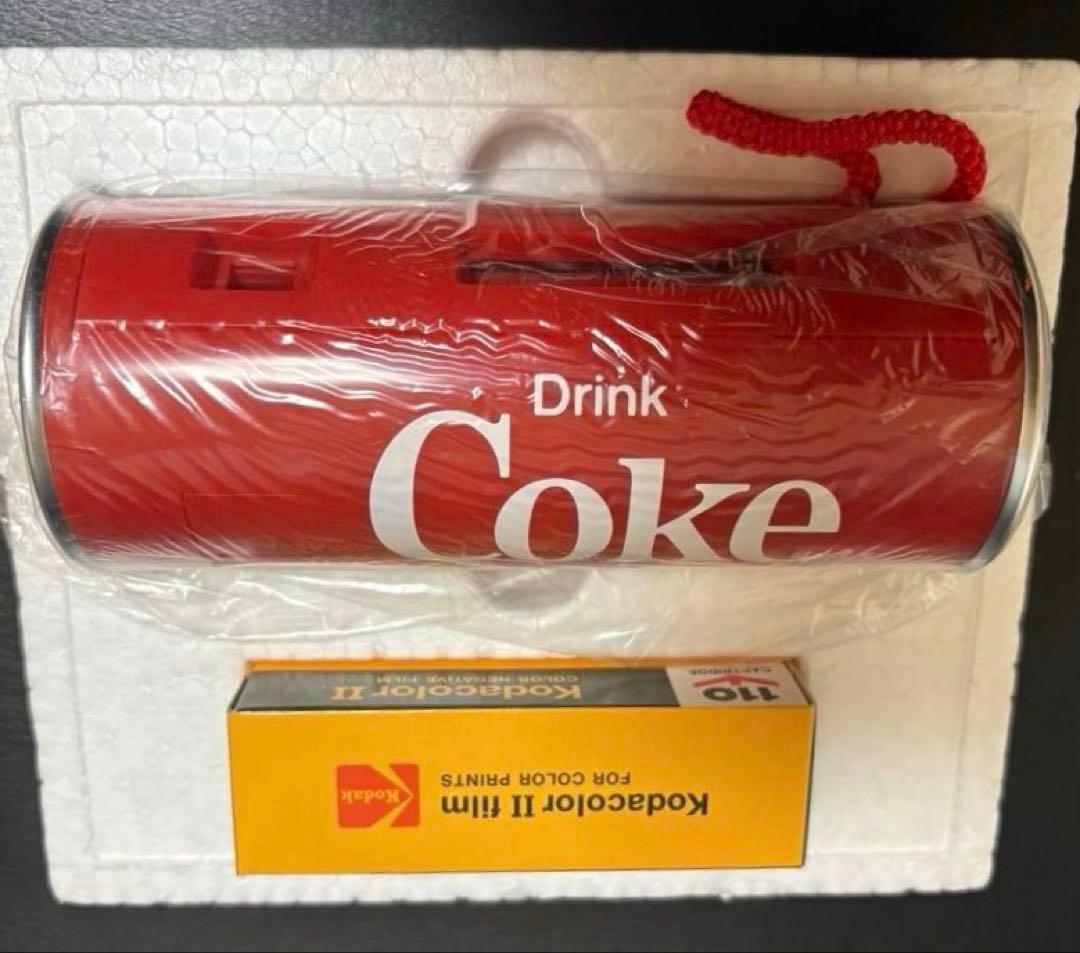 Drink
Coke
110
CARTRIDGE
Kodacolor II
COLOR NEGATIVE FILM
Kodacolor II film
FOR COLOR PRINTS
Kodak